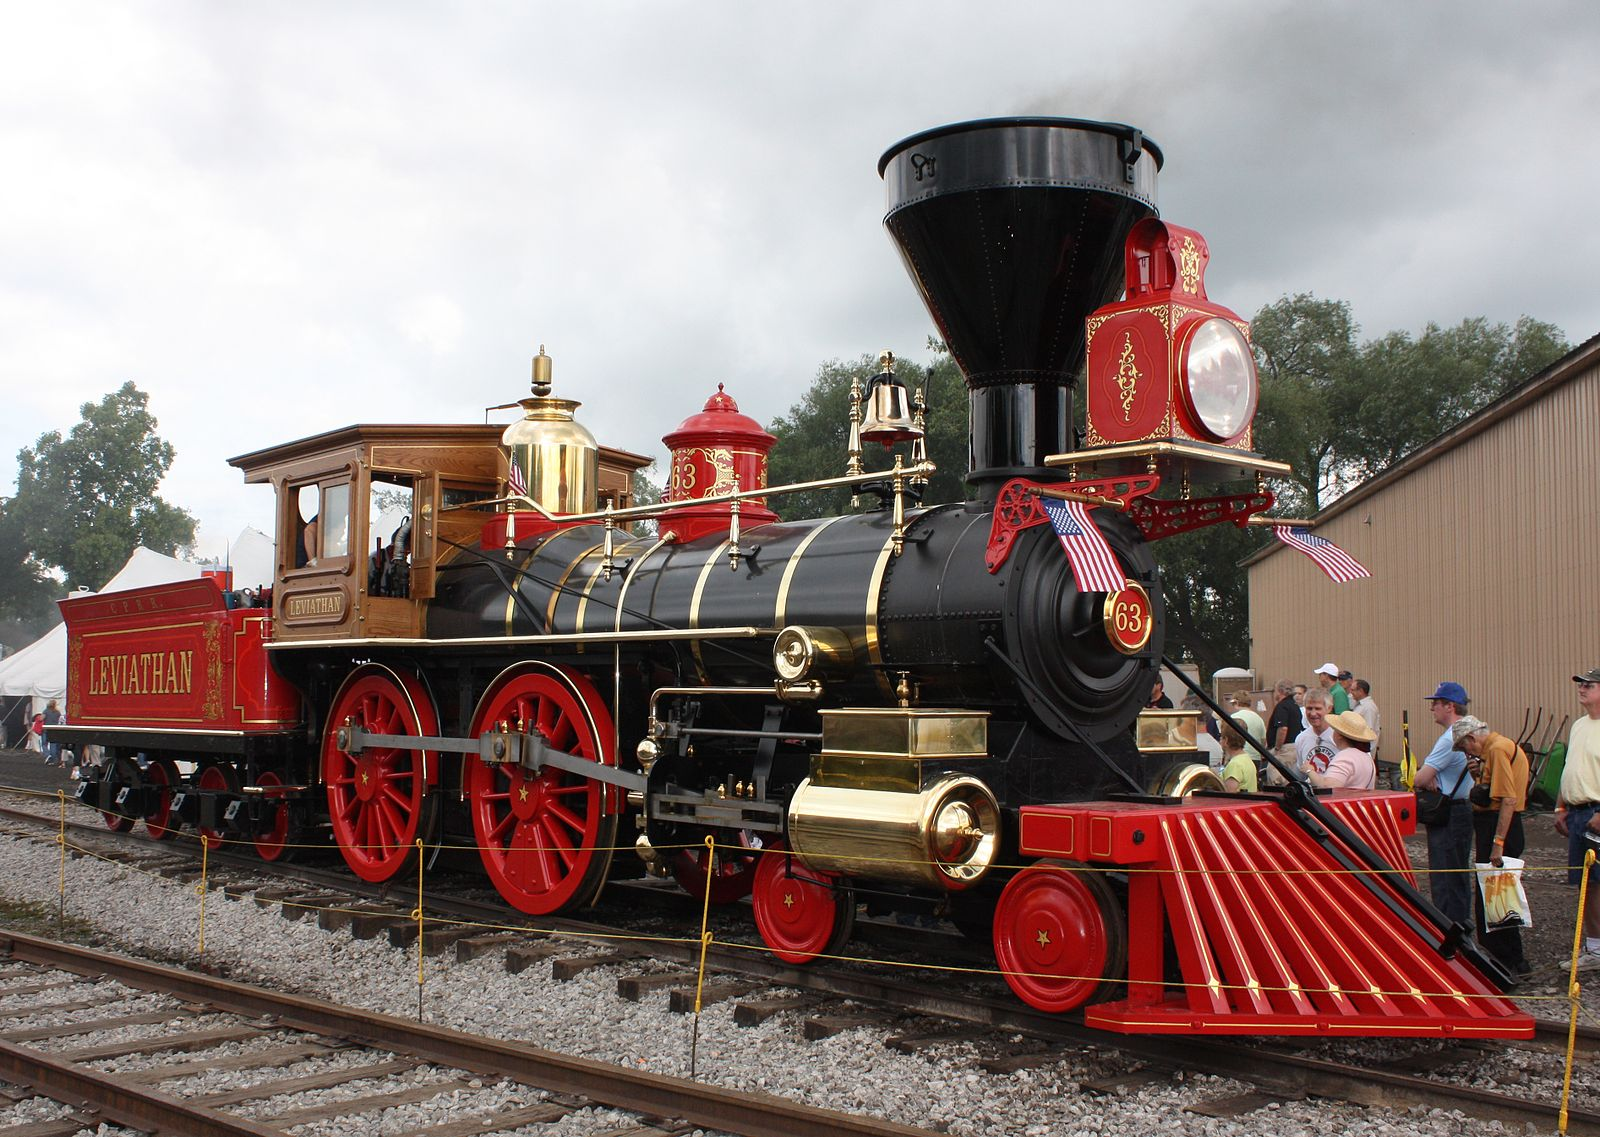 C. P. R. R.
LEVIATHAN
LEVIATHAN
63
63